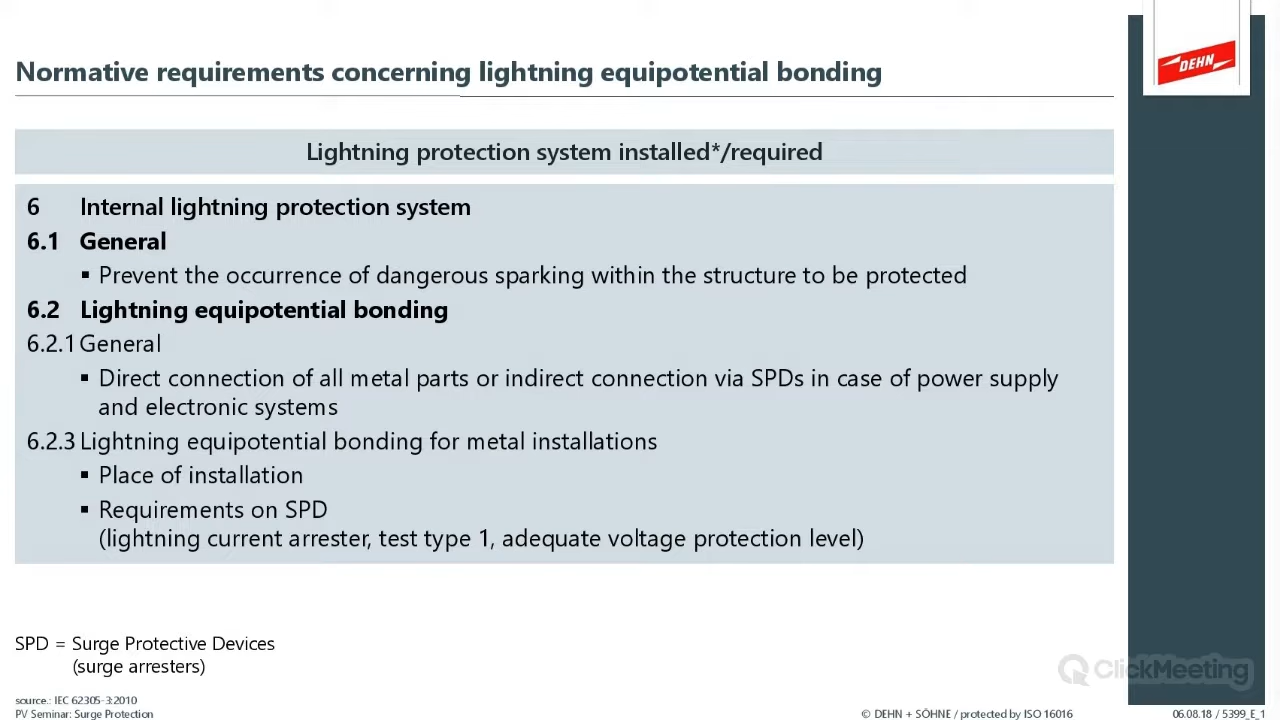 Normative requirements concerning lightning equipotential bonding
DEHN
Lightning protection system installed*/required
6 Internal lightning protection system
6.1 General
▪ Prevent the occurrence of dangerous sparking within the structure to be protected
6.2 Lightning equipotential bonding
6.2.1 General
▪ Direct connection of all metal parts or indirect connection via SPDs in case of power supply
and electronic systems
6.2.3 Lightning equipotential bonding for metal installations
▪ Place of installation
▪ Requirements on SPD
(lightning current arrester, test type 1, adequate voltage protection level)
SPD = Surge Protective Devices
(surge arresters)
ClickMeeting
source.: IEC 62305-3:2010
PV Seminar: Surge Protection
© DEHN + SÖHNE / protected by ISO 16016
06.08.18 / 5399_E_1